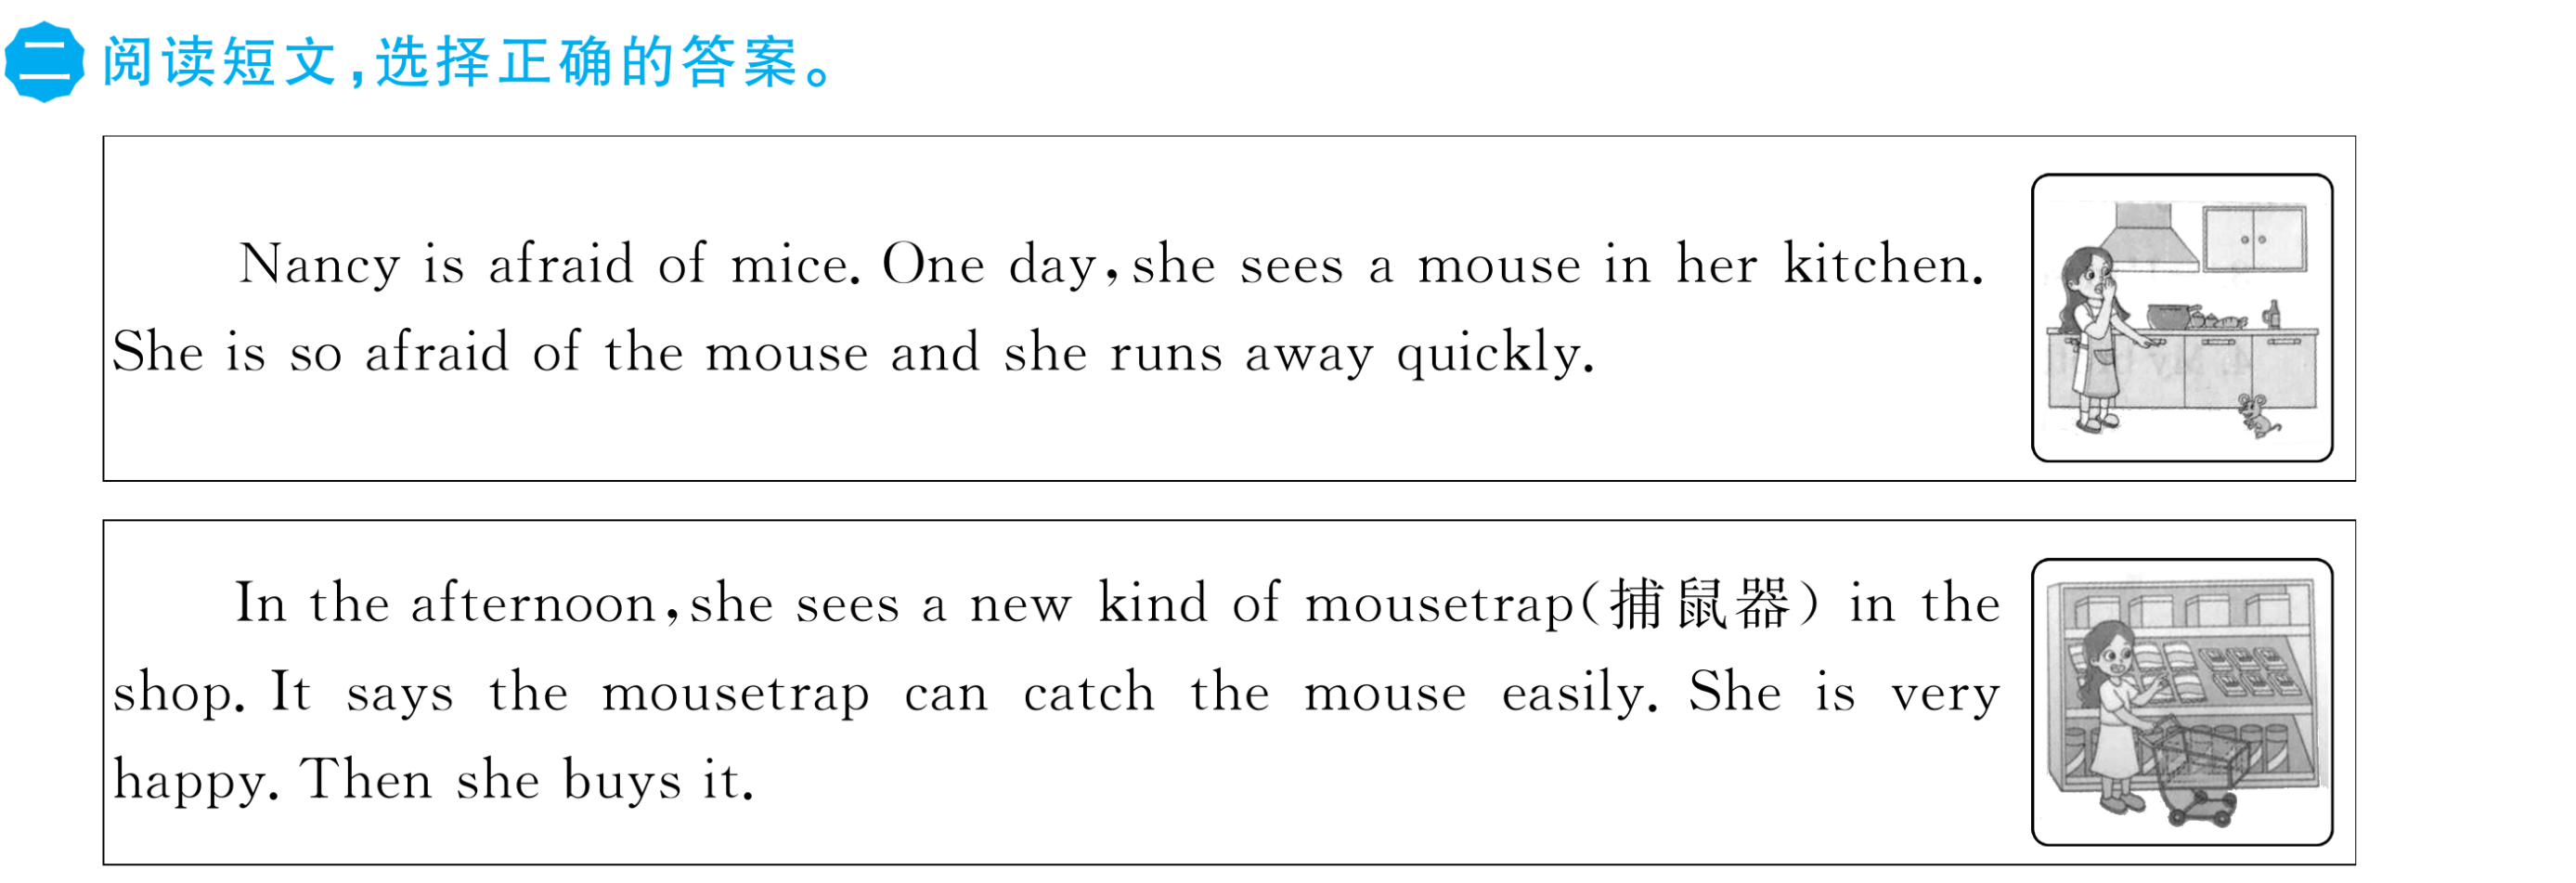 二 阅读短文,选择正确的答案。
Nancy is afraid of mice. One day,she sees a mouse in her kitchen.
She is so afraid of the mouse and she runs away quickly.
In the afternoon,she sees a new kind of mousetrap(捕鼠器) in the
shop. It says the mousetrap can catch the mouse easily. She is very
happy. Then she buys it.